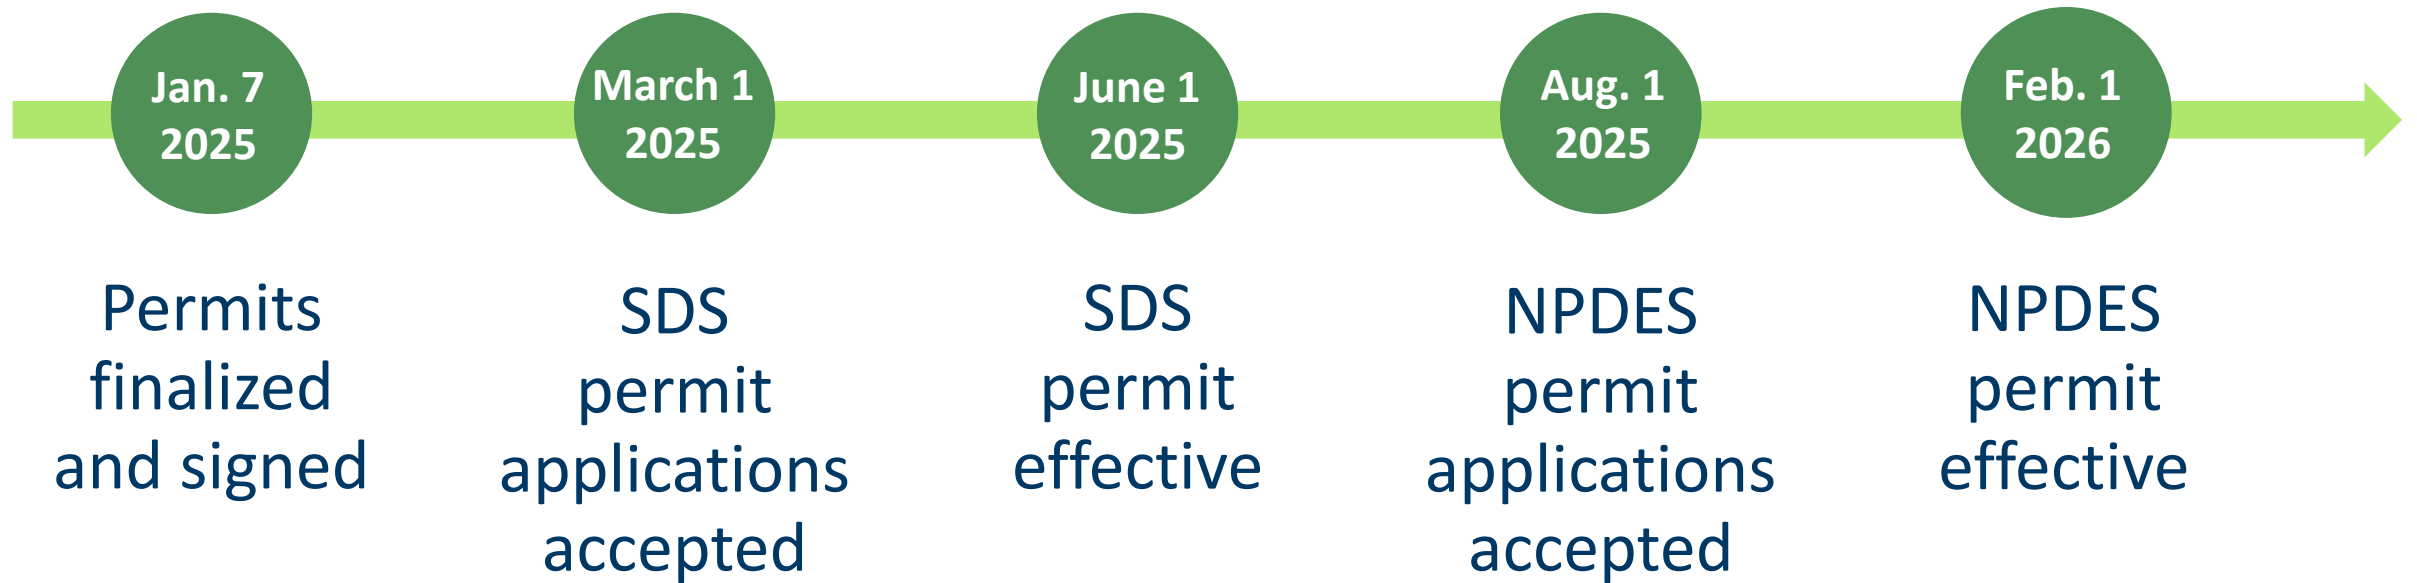 Jan. 7
2025
March 1
2025
June 1
2025
Aug. 1
2025
Feb. 1
2026
Permits
finalized
and signed
SDS
permit
applications
accepted
SDS
permit
effective
NPDES
permit
applications
accepted
NPDES
permit
effective